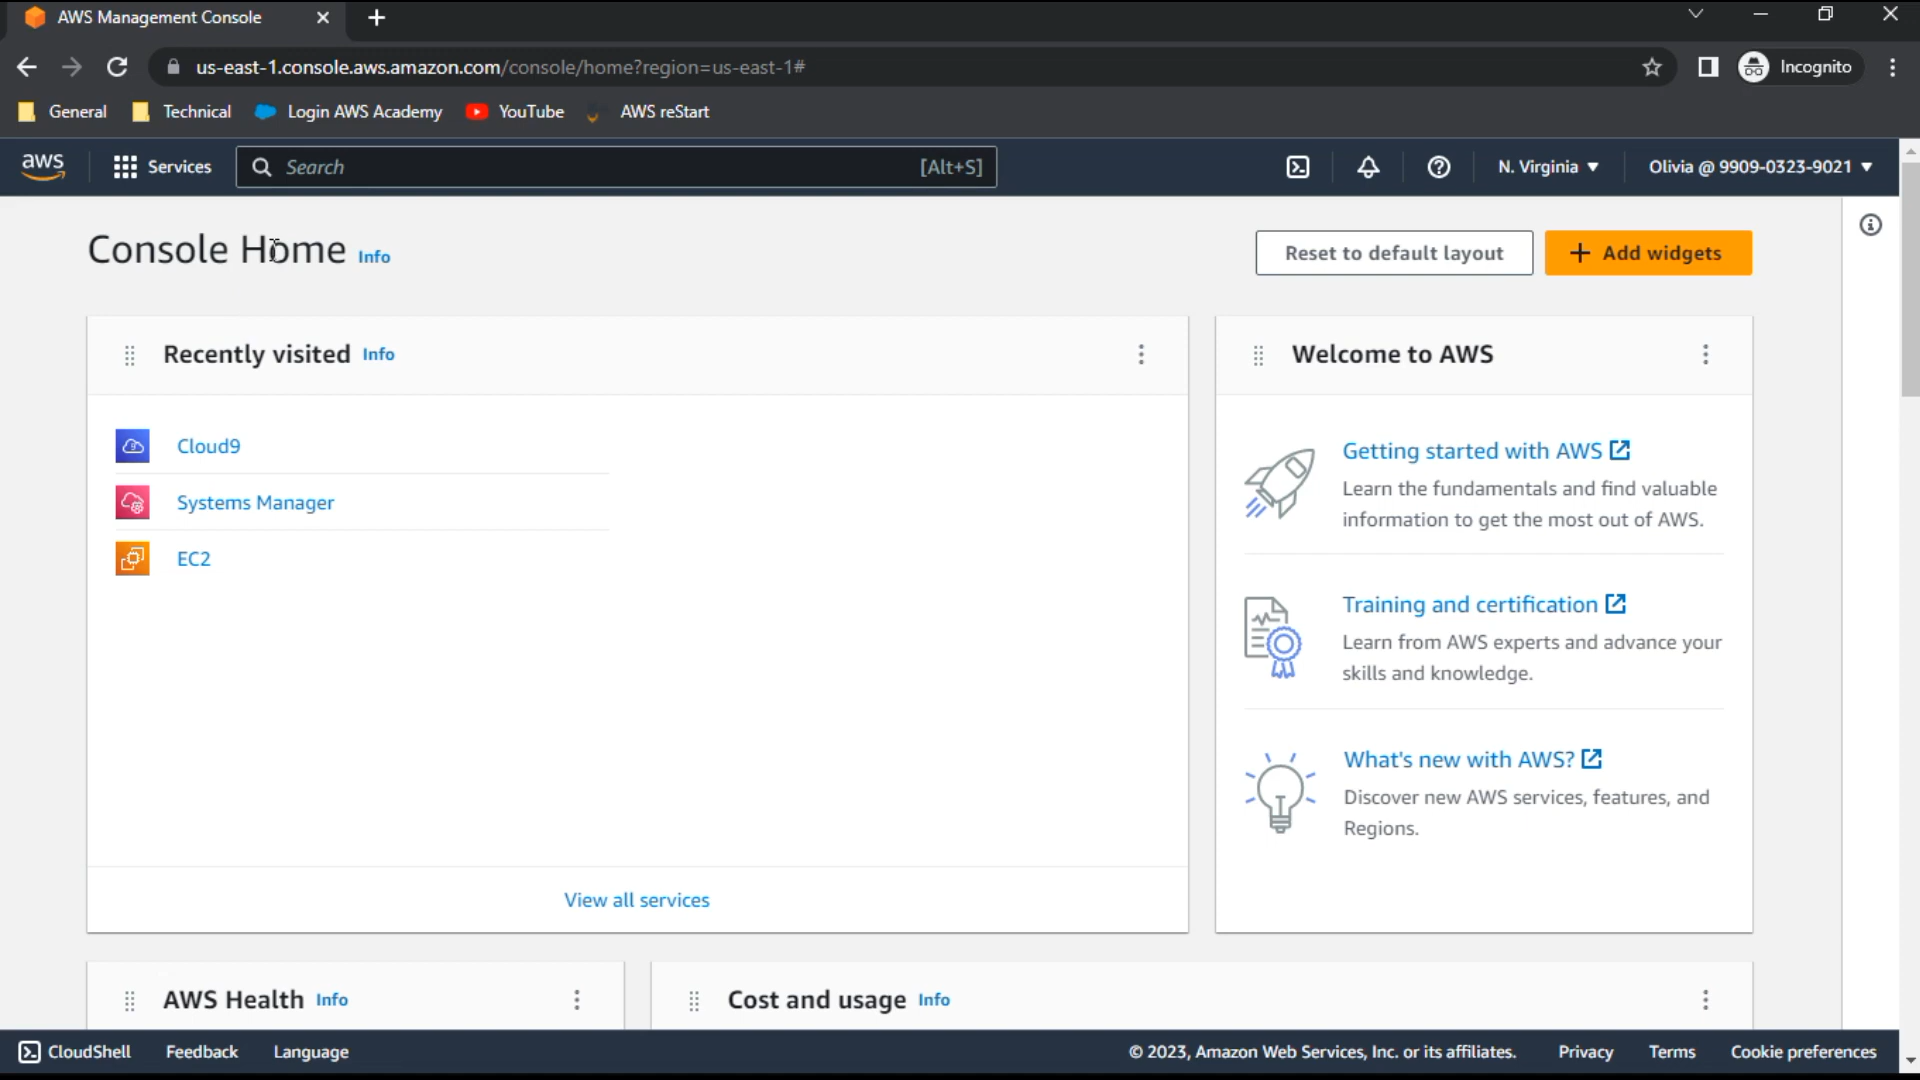 AWS Management Console
us-east-1.console.aws.amazon.com/console/home?region=us-east-1#
Incognito
General
Technical
Login AWS Academy
YouTube
AWS reStart
aws
Services
Search
[Alt+S]
N. Virginia
Olivia @ 9909-0323-9021
Console Home Info
Reset to default layout
Add widgets
Recently visited Info
Cloud9
Systems Manager
EC2
View all services
Welcome to AWS
Getting started with AWS
Learn the fundamentals and find valuable
information to get the most out of AWS.
Training and certification
Learn from AWS experts and advance your
skills and knowledge.
What's new with AWS?
Discover new AWS services, features, and
Regions.
AWS Health Info
Cost and usage Info
CloudShell
Feedback
Language
© 2023, Amazon Web Services, Inc. or its affiliates.
Privacy
Terms
Cookie preferences